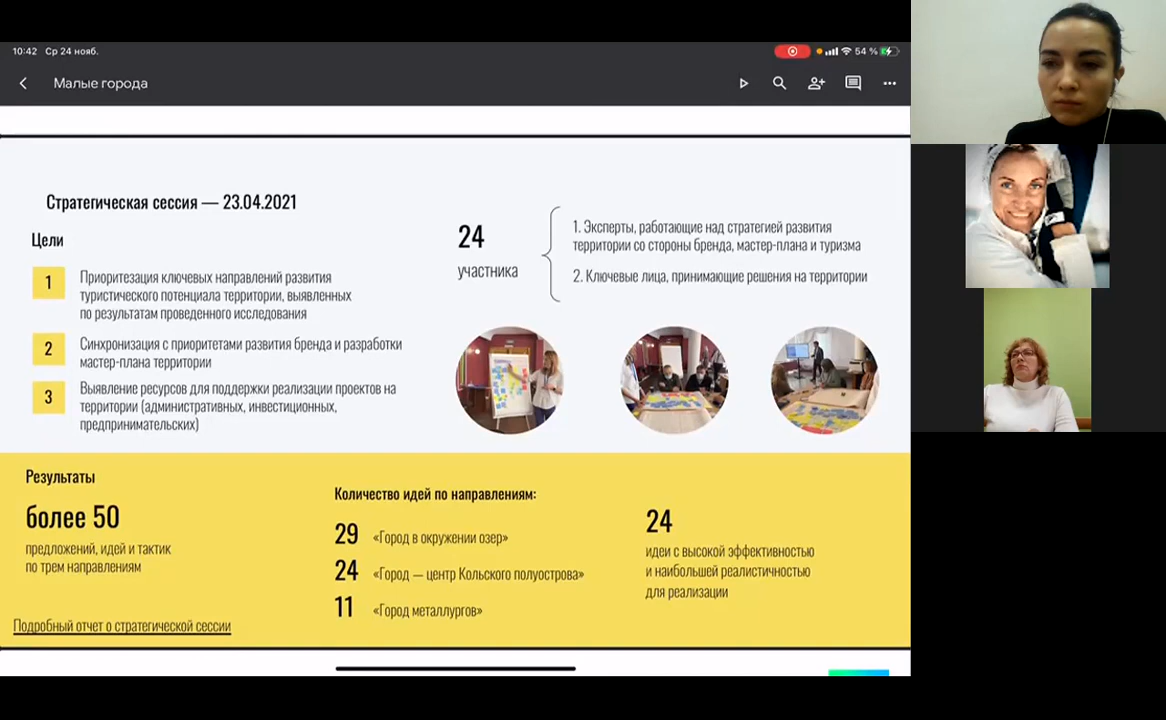 10:42 Ср 24 нояб.
54 %
Малые города
Стратегическая сессия — 23.04.2021
Цели
1
Приоритезация ключевых направлений развития
туристического потенциала территории, выявленных
по результатам проведенного исследования
2
Синхронизация с приоритетами развития бренда и разработки
мастер-плана территории
3
Выявление ресурсов для поддержки реализации проектов на
территории (административных, инвестиционных,
предпринимательских)
24
участника
1. Эксперты, работающие над стратегией развития
территории со стороны бренда, мастер-плана и туризма
2. Ключевые лица, принимающие решения на территории
Результаты
более 50
предложений, идей и тактик
по трем направлениям
Подробный отчет о стратегической сессии
Количество идей по направлениям:
29 «Город в окружении озер»
24 «Город — центр Кольского полуострова»
11 «Город металлургов»
24
идеи с высокой эффективностью
и наибольшей реалистичностью
для реализации